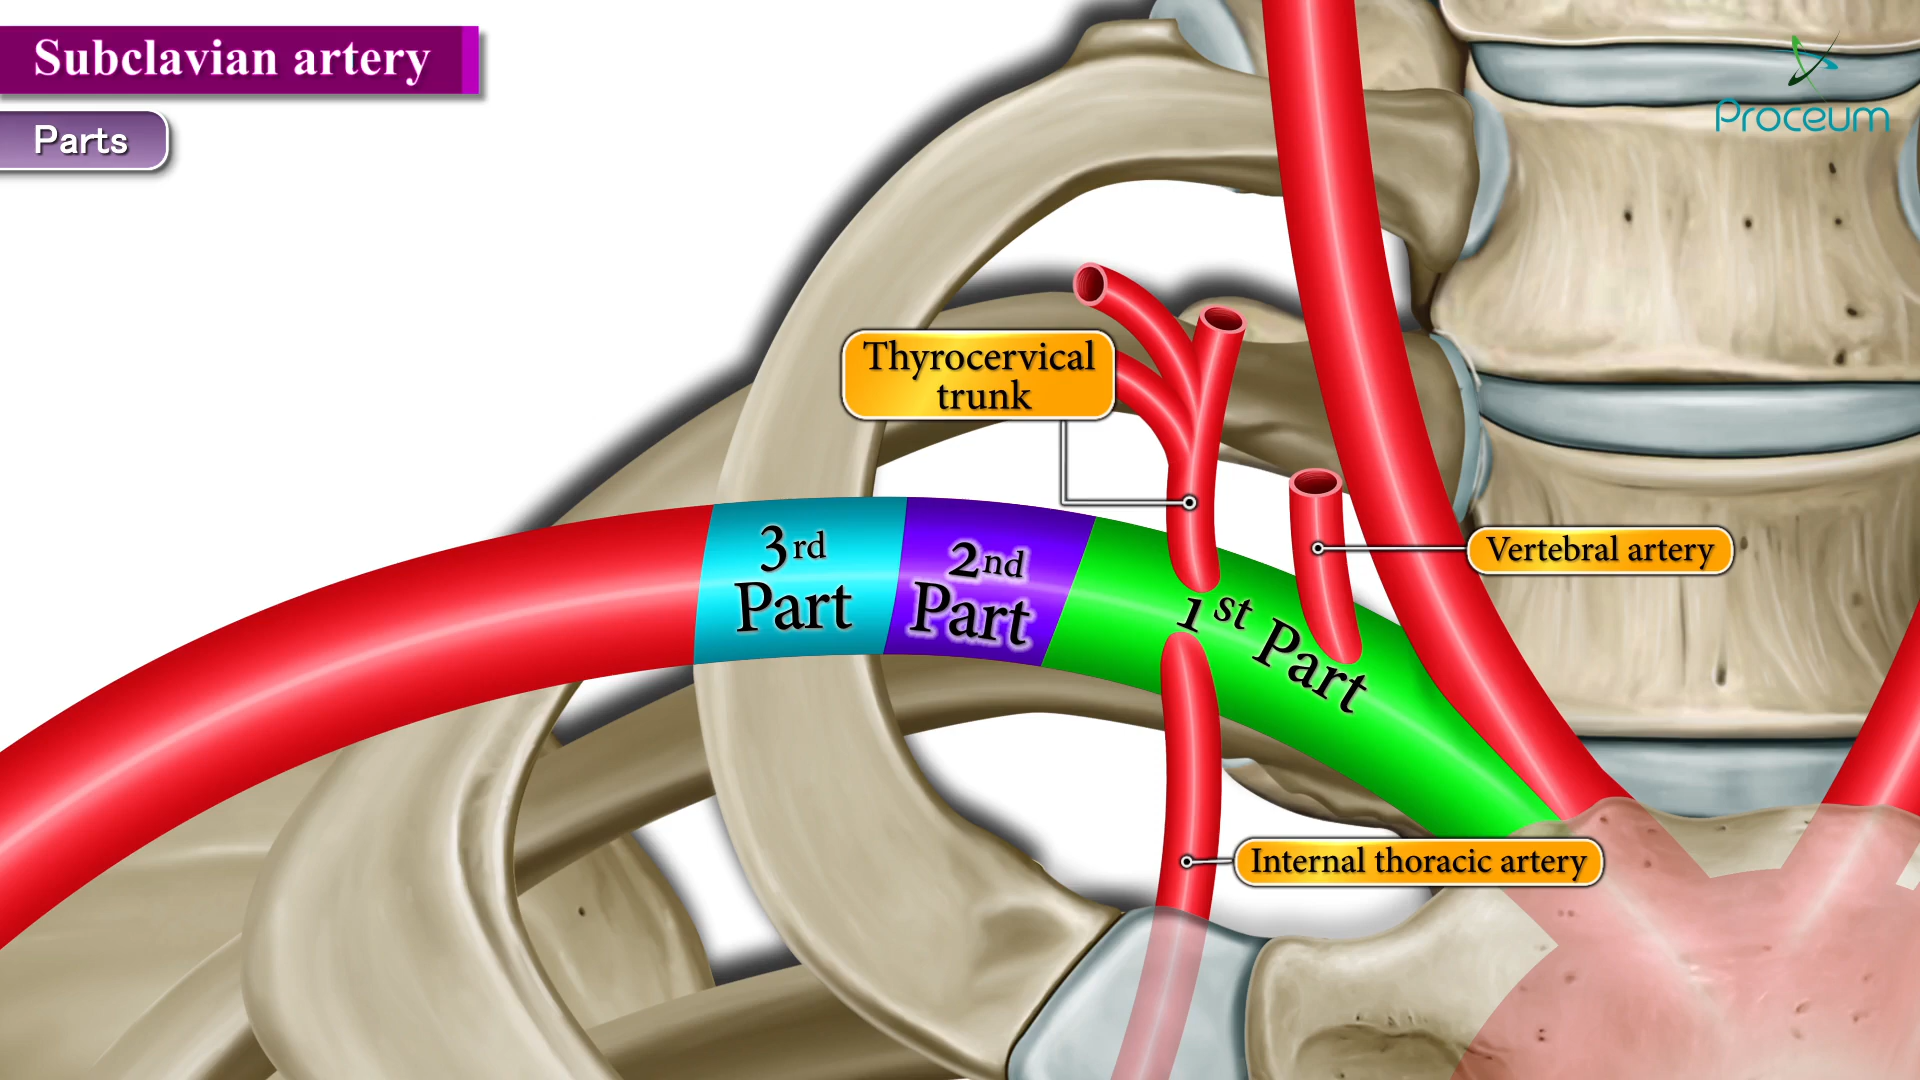 Subclavian artery
Parts
Proceum
Thyrocervical
trunk
3rd
Part
2nd
Part
1st Part
Vertebral artery
Internal thoracic artery